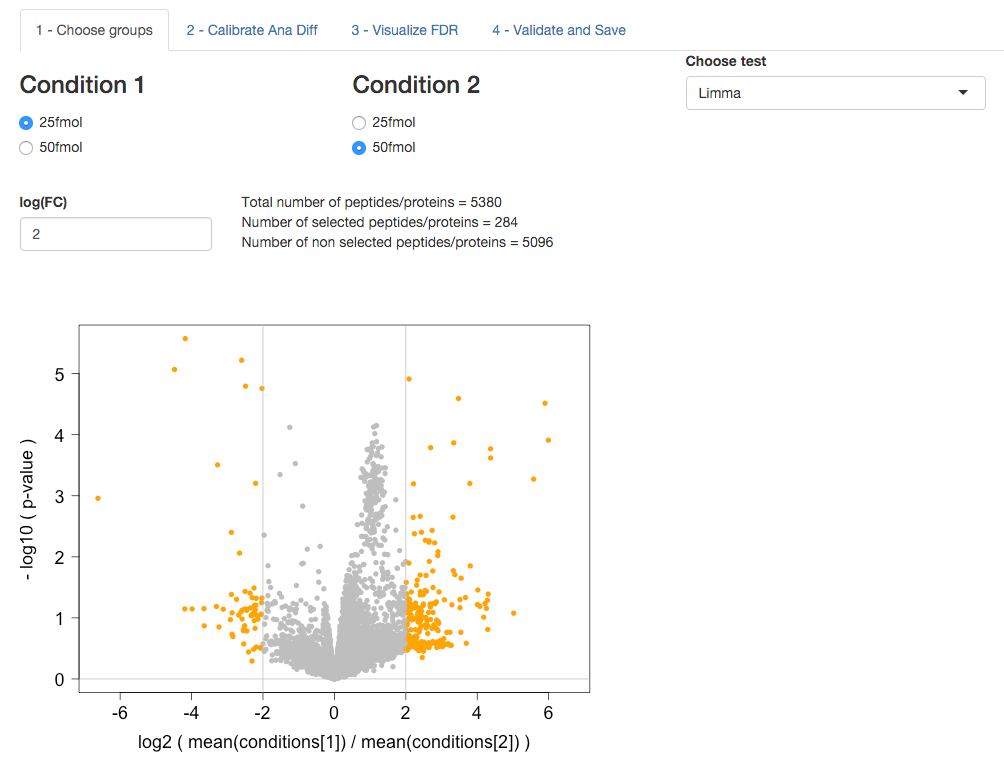 1 - Choose groups 2 - Calibrate Ana Diff 3 - Visualize FDR 4 - Validate and Save
Choose test
Condition 1 Condition 2
Limma
25fmol 25fmol
50fmol 50fmol
log(FC)
2
Total number of peptides/proteins = 5380
Number of selected peptides/proteins = 284
Number of non selected peptides/proteins = 5096
- log10 ( p-value )
5
4
3
2
1
0
-6 -4 -2 0 2 4 6
log2 ( mean(conditions[1]) / mean(conditions[2]) )